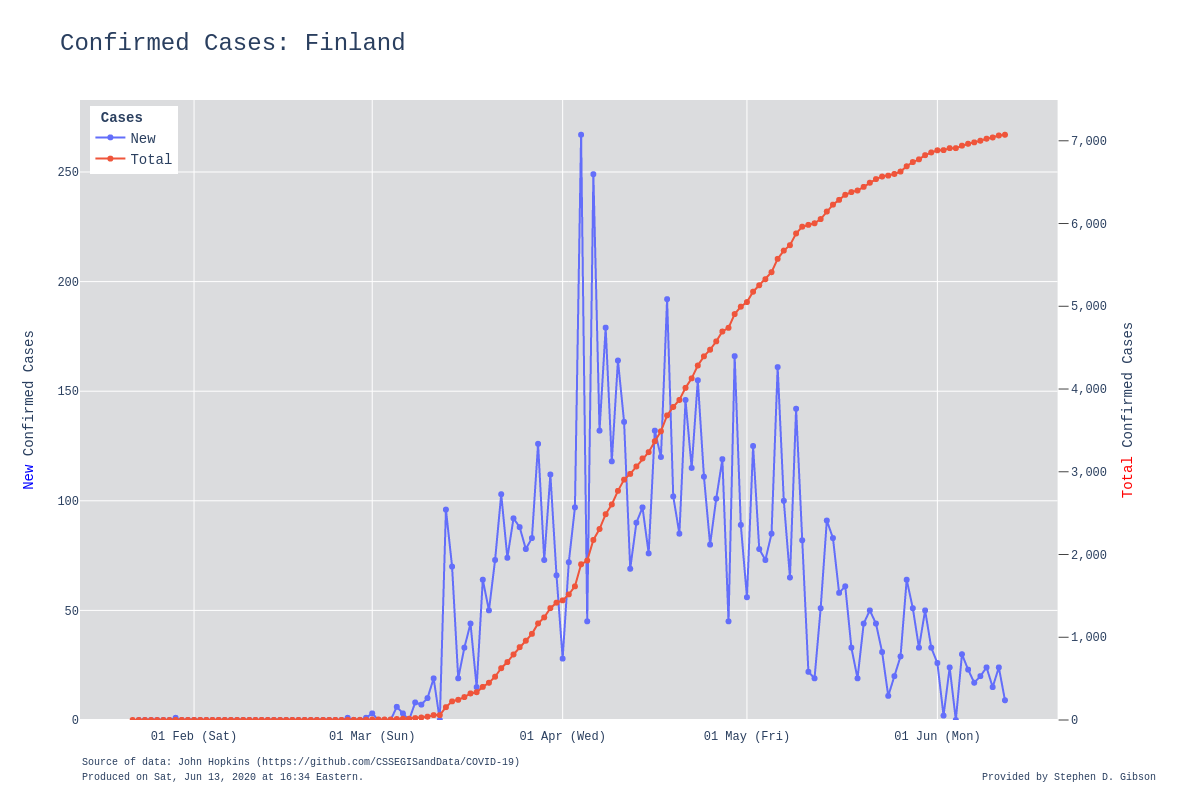 Confirmed Cases: Finland
Cases
New
Total
250
200
150
100
50
0
7,000
6,000
5,000
4,000
3,000
2,000
1,000
0
New Confirmed Cases
Total Confirmed Cases
01 Feb (Sat)
01 Mar (Sun)
01 Apr (Wed)
01 May (Fri)
01 Jun (Mon)
Source of data: John Hopkins (https://github.com/CSSEGISandData/COVID-19)
Produced on Sat, Jun 13, 2020 at 16:34 Eastern.
Provided by Stephen D. Gibson